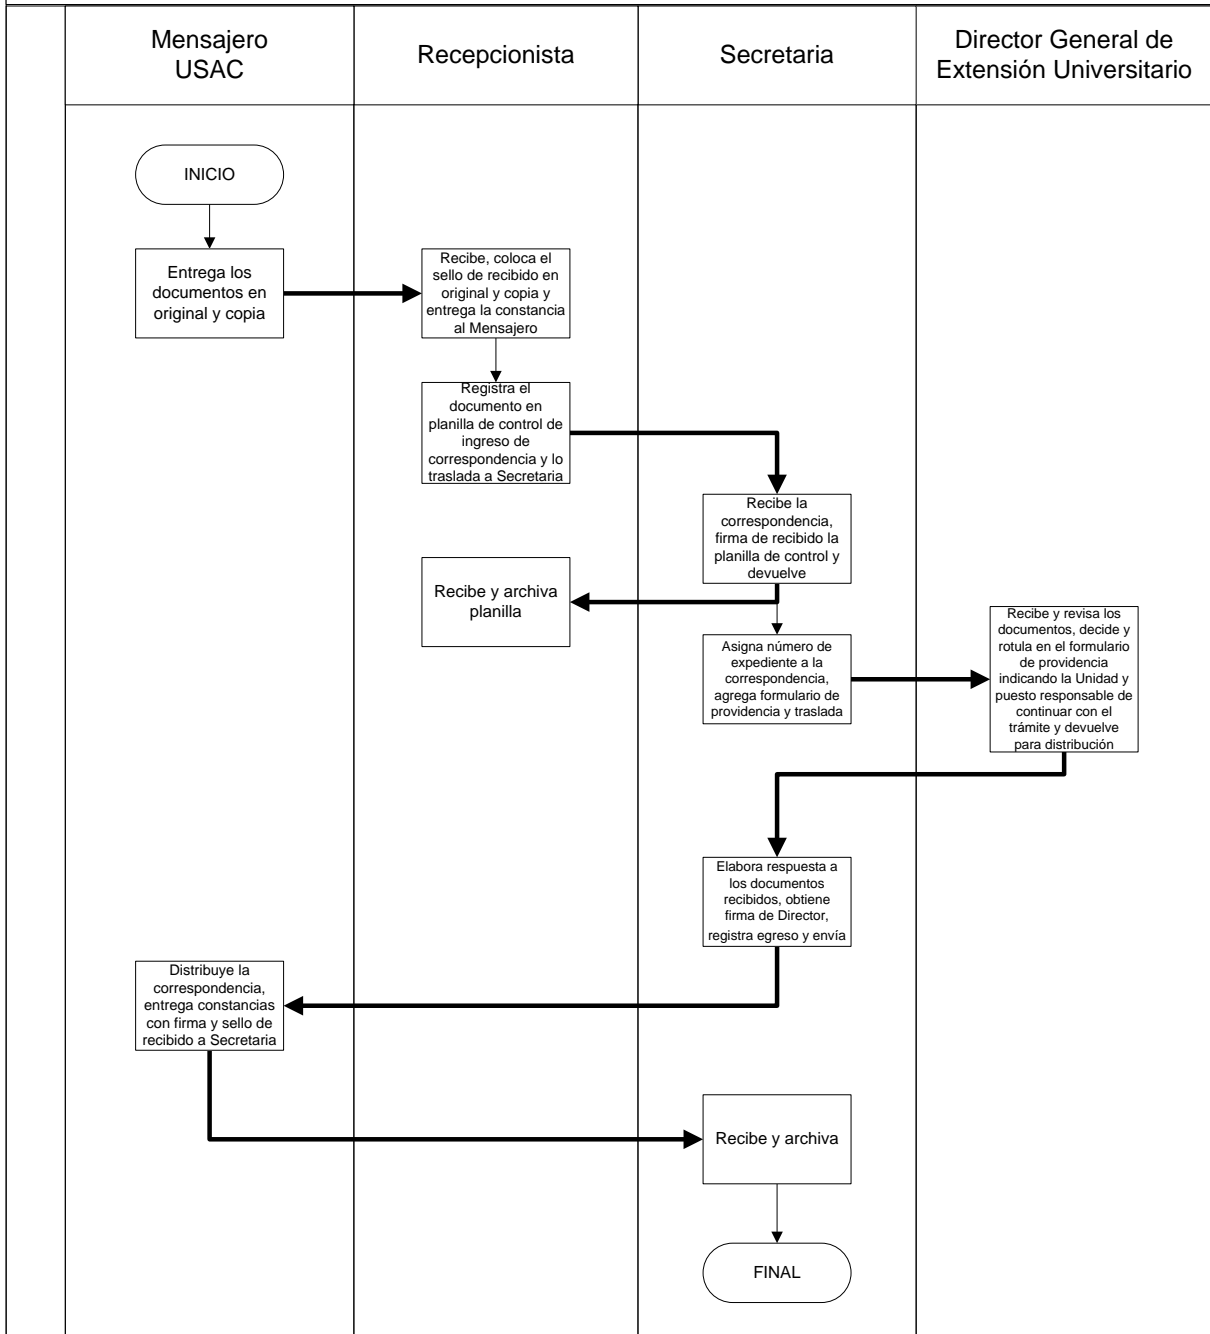 Mensajero
USAC
Recepcionista
Secretaria
Director General de
Extensión Universitario
INICIO
Entrega los
documentos en
original y copia
Recibe, coloca el
sello de recibido en
original y copia y
entrega la constancia
al Mensajero
Registra el
documento en
planilla de control de
ingreso de
correspondencia y lo
traslada a Secretaria
Recibe la
correspondencia,
firma de recibido la
planilla de control y
devuelve
Recibe y archiva
planilla
Asigna número de
expediente a la
correspondencia,
agrega formulario de
providencia y traslada
Recibe y revisa los
documentos, decide y
rotula en el formulario
de providencia
indicando la Unidad y
puesto responsable de
continuar con el
trámite y devuelve
para distribución
Elabora respuesta a
los documentos
recibidos, obtiene
firma de Director,
registra egreso y envía
Distribuye la
correspondencia,
entrega constancias
con firma y sello de
recibido a Secretaria
Recibe y archiva
FINAL